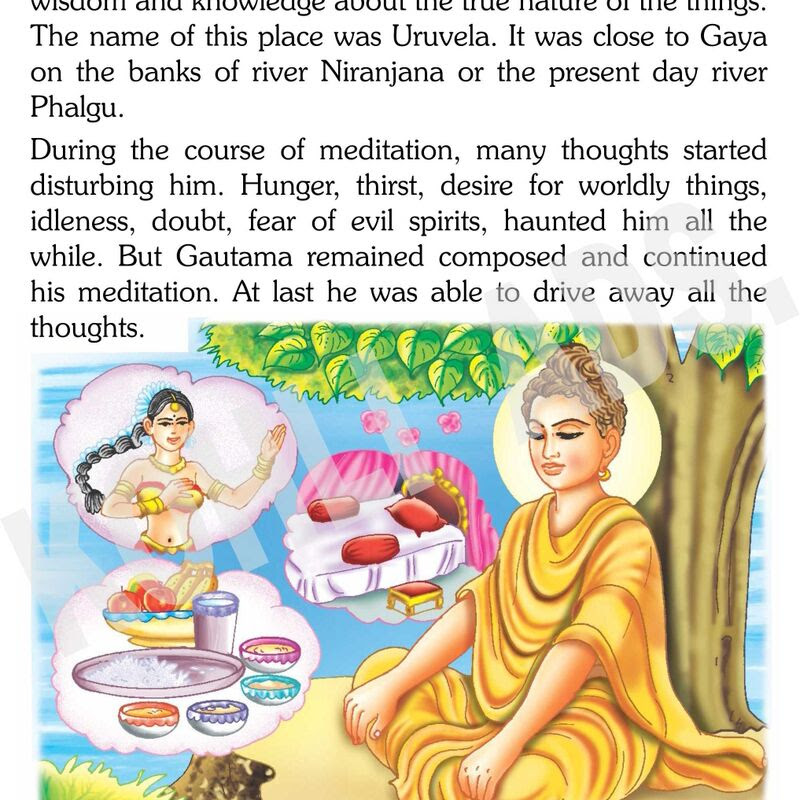 wisdom and knowledge about the true nature of the things.
The name of this place was Uruvela. It was close to Gaya
on the banks of river Niranjana or the present day river
Phalgu.
During the course of meditation, many thoughts started
disturbing him. Hunger, thirst, desire for worldly things,
idleness, doubt, fear of evil spirits, haunted him all the
while. But Gautama remained composed and continued
his meditation. At last he was able to drive away all the
thoughts.